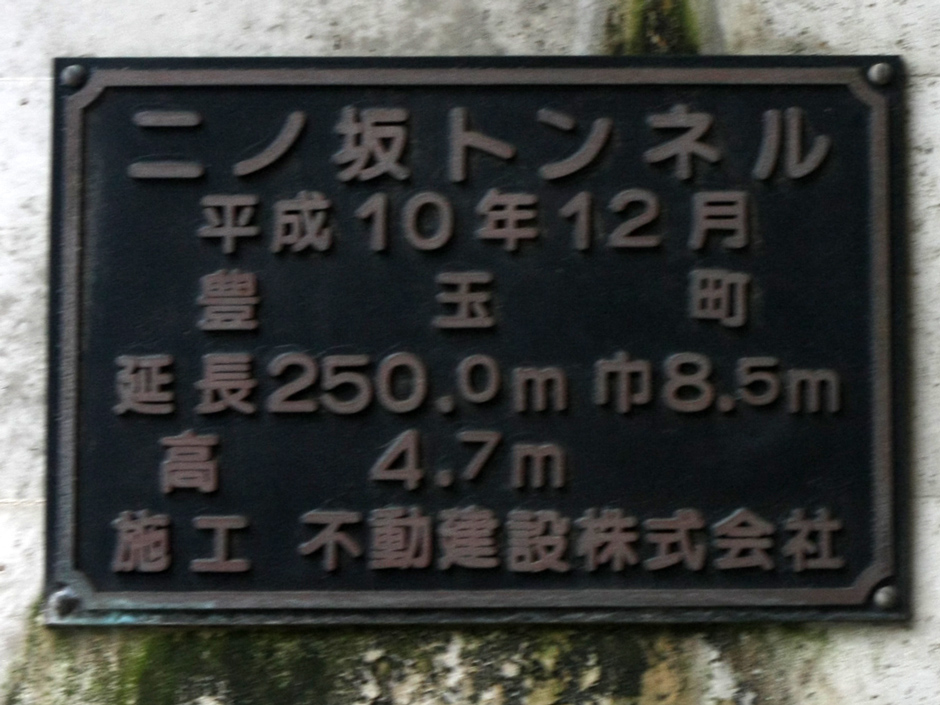 二ノ坂トンネル
平成10年12月
豊玉町
延長250.0m 巾8.5m
高 4.7m
施工 不動建設株式会社